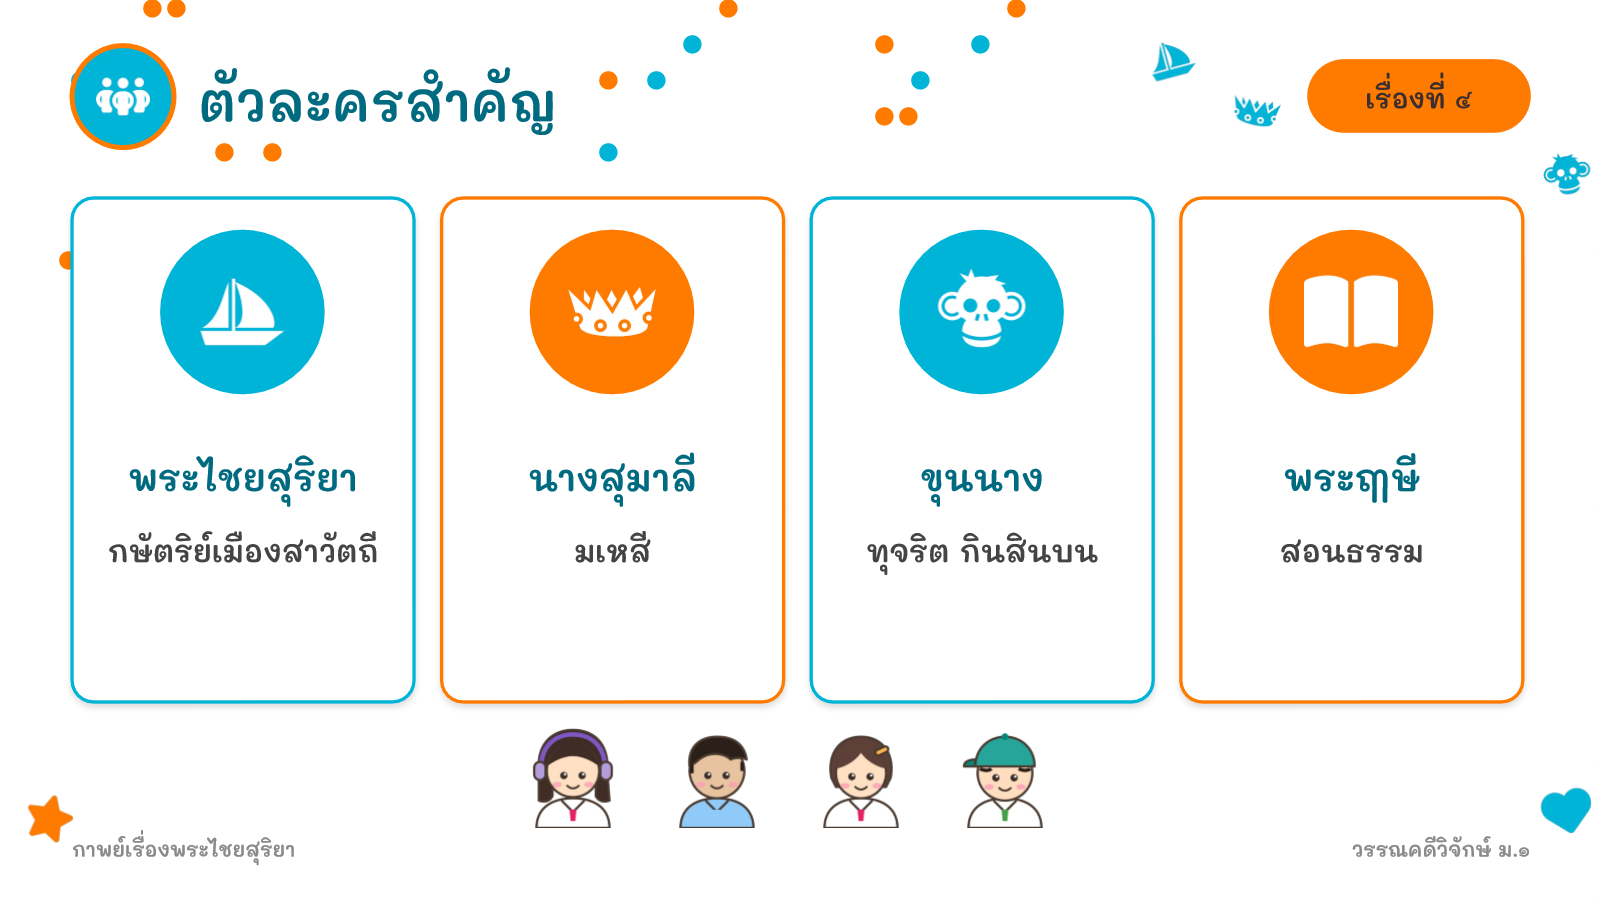 ตัวละครสำคัญ
เรื่องที่ ๔
พระไชยสุริยา
กษัตริย์เมืองสาวัตถี
นางสุมาลี
มเหสี
ขุนนาง
ทุจริต กินสินบน
พระฤๅษี
สอนธรรม
กาพย์เรื่องพระไชยสุริยา
วรรณคดีวิจักษ์ ม.๑